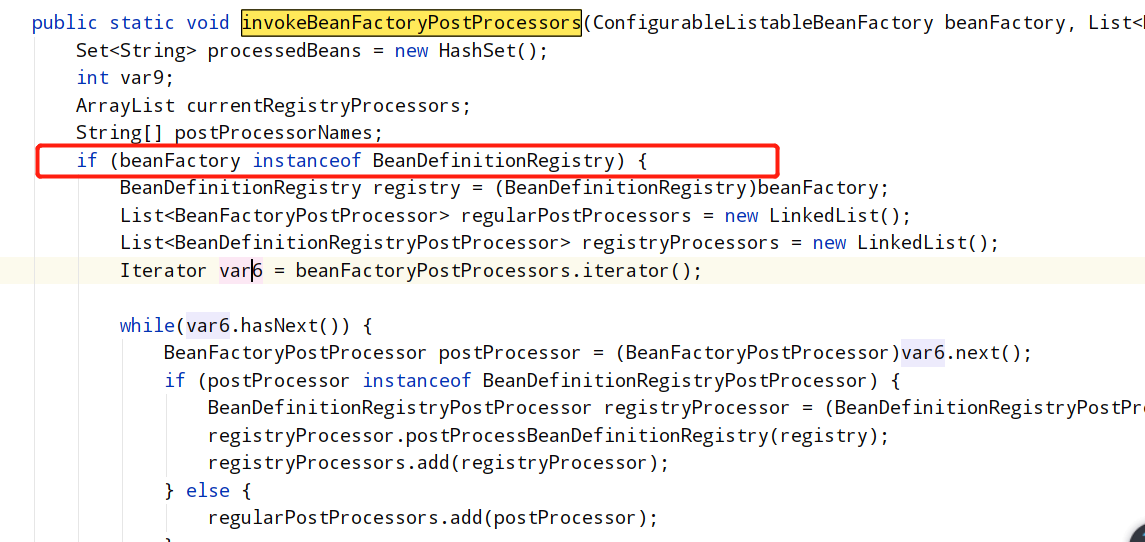 public static void invokeBeanFactoryPostProcessors(ConfigurableListableBeanFactory beanFactory, List<
Set<String> processedBeans = new HashSet();
int var9;
ArrayList currentRegistryProcessors;
String[] postProcessorNames;
if (beanFactory instanceof BeanDefinitionRegistry) {
BeanDefinitionRegistry registry = (BeanDefinitionRegistry)beanFactory;
List<BeanFactoryPostProcessor> regularPostProcessors = new LinkedList();
List<BeanDefinitionRegistryPostProcessor> registryProcessors = new LinkedList();
Iterator var6 = beanFactoryPostProcessors.iterator();
while(var6.hasNext()) {
BeanFactoryPostProcessor postProcessor = (BeanFactoryPostProcessor)var6.next();
if (postProcessor instanceof BeanDefinitionRegistryPostProcessor) {
BeanDefinitionRegistryPostProcessor registryProcessor = (BeanDefinitionRegistryPostPr
registryProcessor.postProcessBeanDefinitionRegistry(registry);
registryProcessors.add(registryProcessor);
} else {
regularPostProcessors.add(postProcessor);